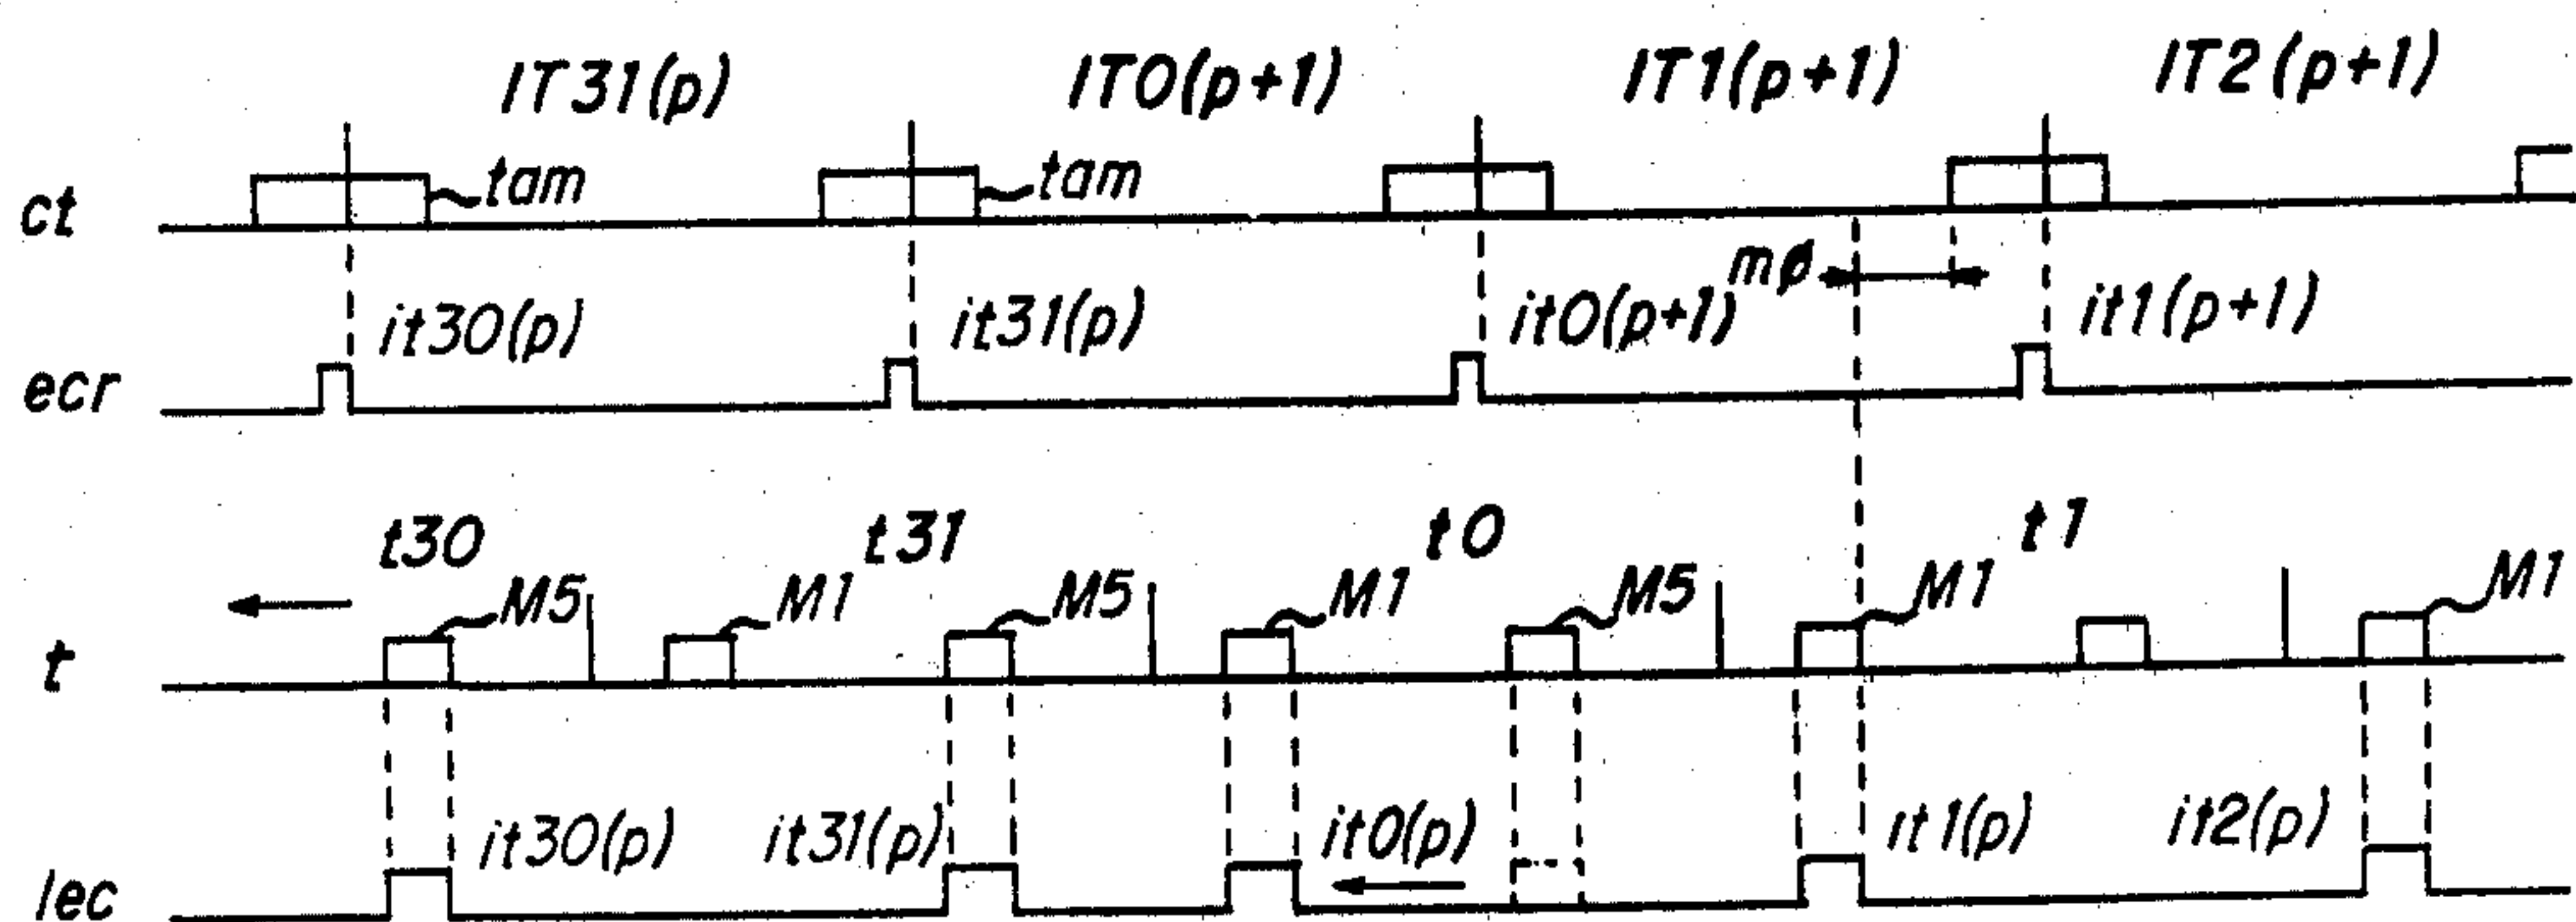 IT31(p) IT0(p+1) IT1(p+1) IT2(p+1)
ct tam tam
mø
it30(p) it31(p) it0(p+1) it1(p+1)
ecr
t30 t31 t0 t1
M5 M1 M5 M1 M5 M1 M1
t
it30(p) it31(p) it0(p) it1(p) it2(p)
lec